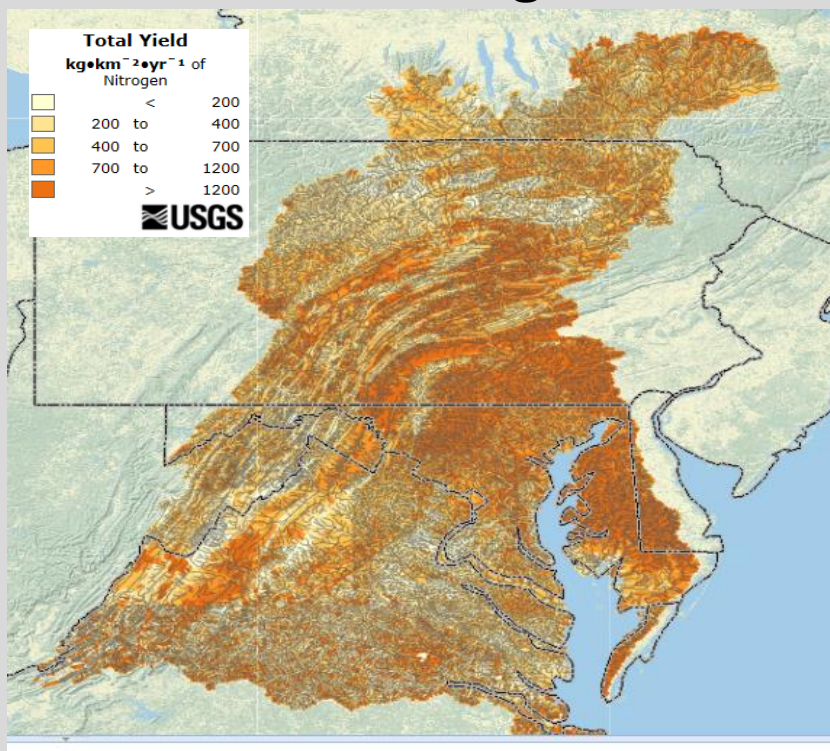 Total Yield
kg•km⁻²•yr⁻¹ of
Nitrogen
< 200
200 to 400
400 to 700
700 to 1200
> 1200
USGS